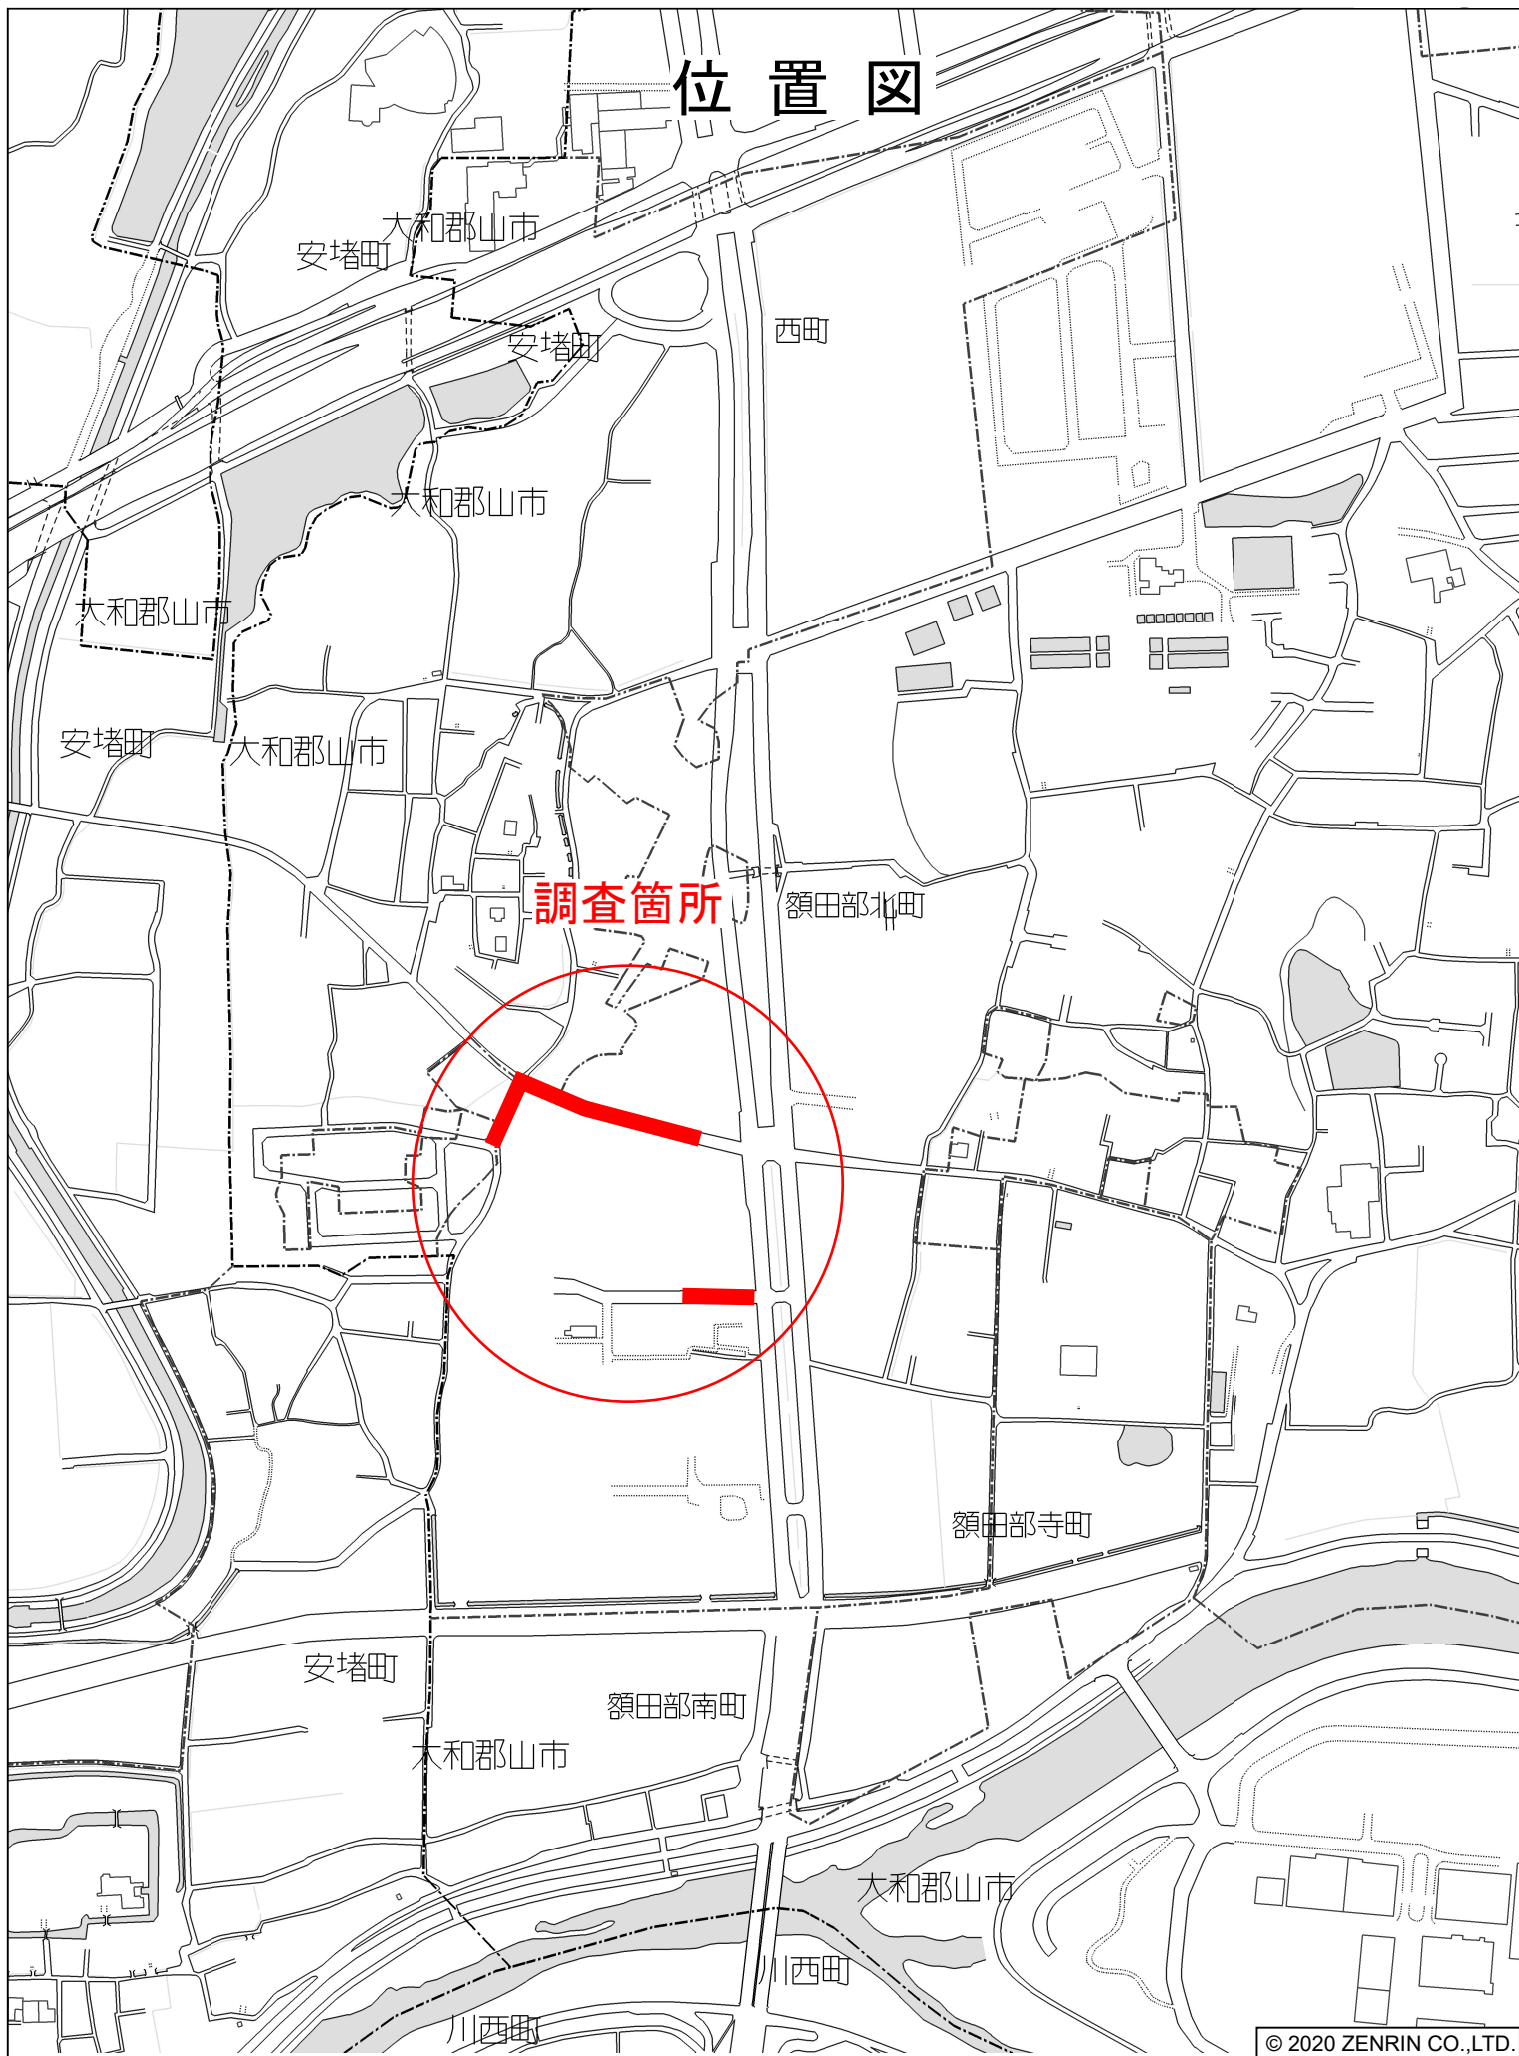 位置図
大和郡山市
安堵町
西町
安堵町
大和郡山市
大和郡山市
安堵町
大和郡山市
調査箇所
額田部北町
額田部寺町
安堵町
額田部南町
大和郡山市
大和郡山市
川西町
川西町
© 2020 ZENRIN CO.,LTD.